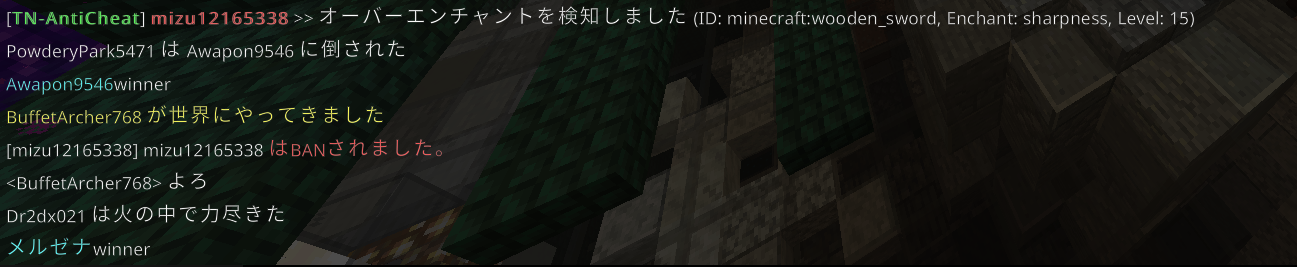 [TN-AntiCheat] mizu12165338 >> オーバーエンチャントを検知しました (ID: minecraft:wooden_sword, Enchant: sharpness, Level: 15)
PowderyPark5471 は Awapon9546 に倒された
Awapon9546winner
BuffetArcher768 が世界にやってきました
[mizu12165338] mizu12165338 はBANされました。
<BuffetArcher768> よろ
Dr2dx021 は火の中で力尽きた
メルゼナwinner